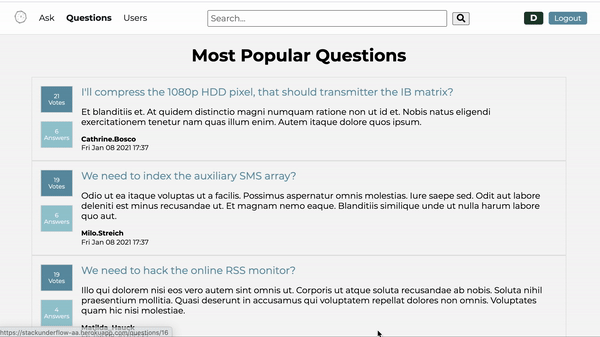 Ask Questions Users Search... D Logout
Most Popular Questions
21
Votes
I'll compress the 1080p HDD pixel, that should transmitter the IB matrix?
Et blanditiis et. At quidem distinctio magni numquam ratione non ut id et. Nobis natus eligendi
exercitationem tenetur nam quas illum enim. Autem itaque dolore quos ipsum.
6
Answers
Cathrine.Bosco
Fri Jan 08 2021 17:37
19
Votes
We need to index the auxiliary SMS array?
Odio ut ea itaque voluptas ut a facilis. Possimus aspernatur omnis molestias. Iure saepe sed. Odit aut labore
deleniti est minus recusandae ut. Et magnam nemo eaque. Blanditiis similique unde ut nulla harum labore
quo aut.
6
Answers
Milo.Streich
Fri Jan 08 2021 17:37
19
Votes
We need to hack the online RSS monitor?
Illo qui dolorem nisi eos vero autem sint omnis ut. Corporis ut atque soluta recusandae ab nobis. Soluta nihil
praesentium mollitia. Quasi deserunt in accusamus qui voluptatem repellat dolores non omnis. Voluptates
quam hic nisi molestiae.
4
Answers
Matilda.Hauck
https://stackunderflow-aa.herokuapp.com/questions/16